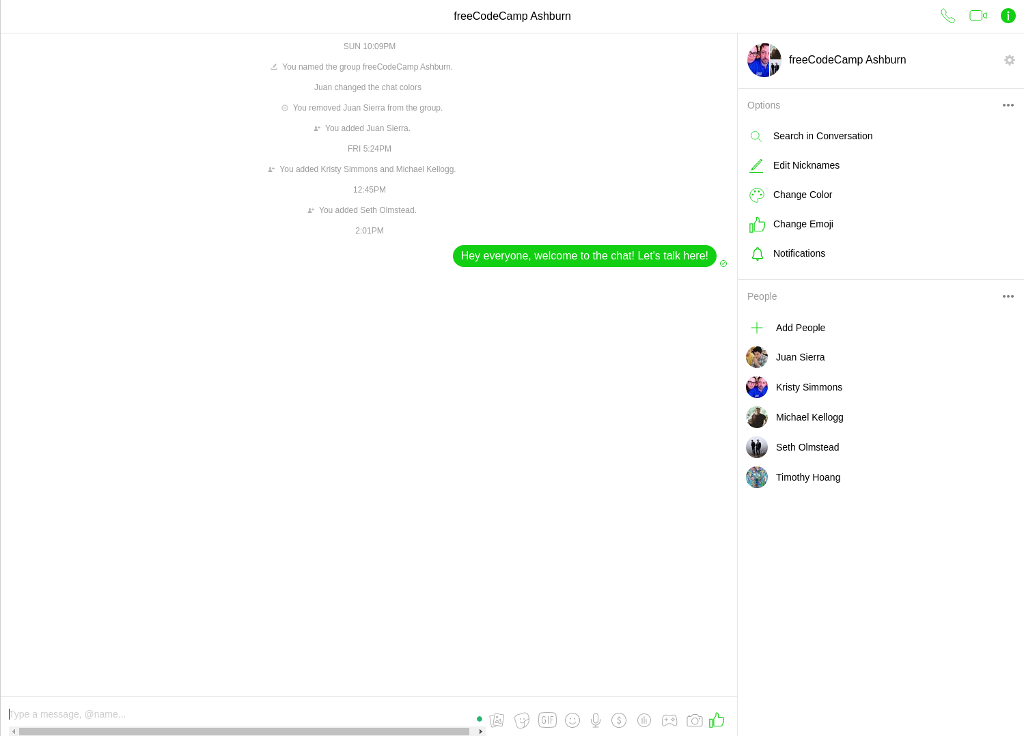 freeCodeCamp Ashburn
SUN 10:09PM
You named the group freeCodeCamp Ashburn.
Juan changed the chat colors
You removed Juan Sierra from the group.
You added Juan Sierra.
FRI 5:24PM
You added Kristy Simmons and Michael Kellogg.
12:45PM
You added Seth Olmstead.
2:01PM
Hey everyone, welcome to the chat! Let's talk here!
Type a message, @name...
GIF
$
freeCodeCamp Ashburn
Options
Search in Conversation
Edit Nicknames
Change Color
Change Emoji
Notifications
People
Add People
Juan Sierra
Kristy Simmons
Michael Kellogg
Seth Olmstead
Timothy Hoang